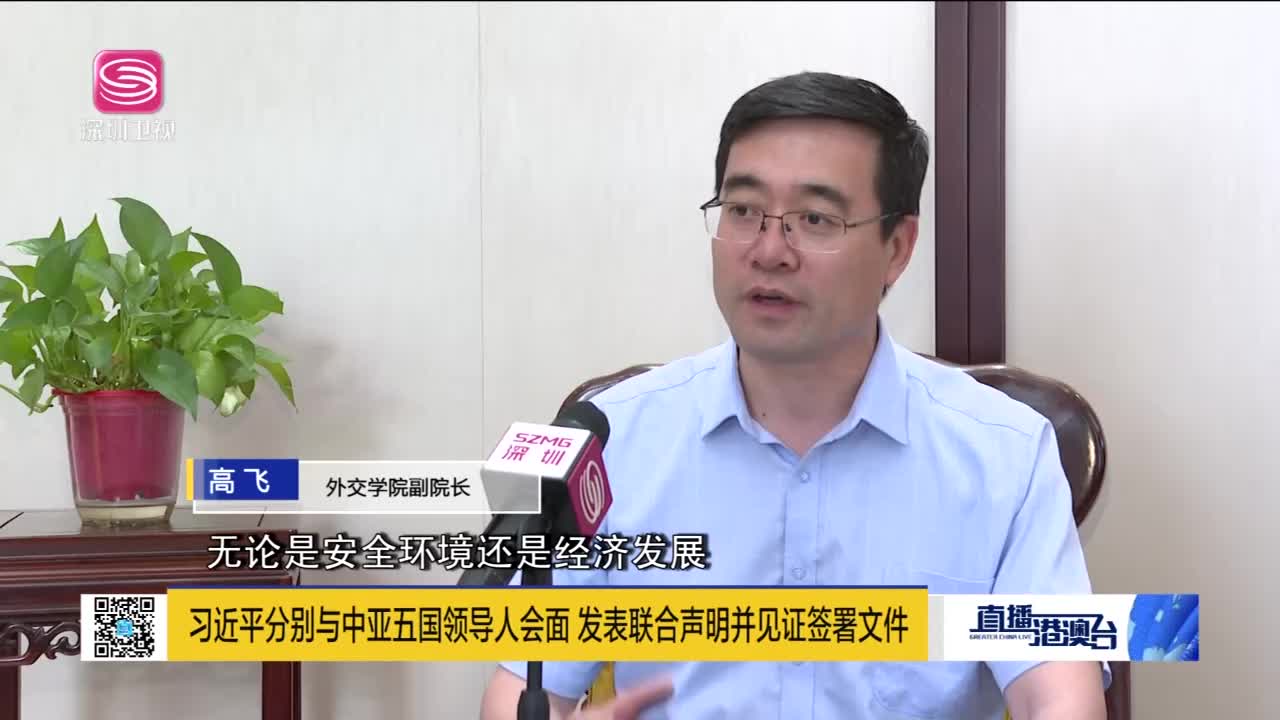 深圳卫视
SZMG
深圳
高飞
外交学院副院长
无论是安全环境还是经济发展
习近平分别与中亚五国领导人会面 发表联合声明并见证签署文件
直播港澳台
GREATER CHINA LIVE